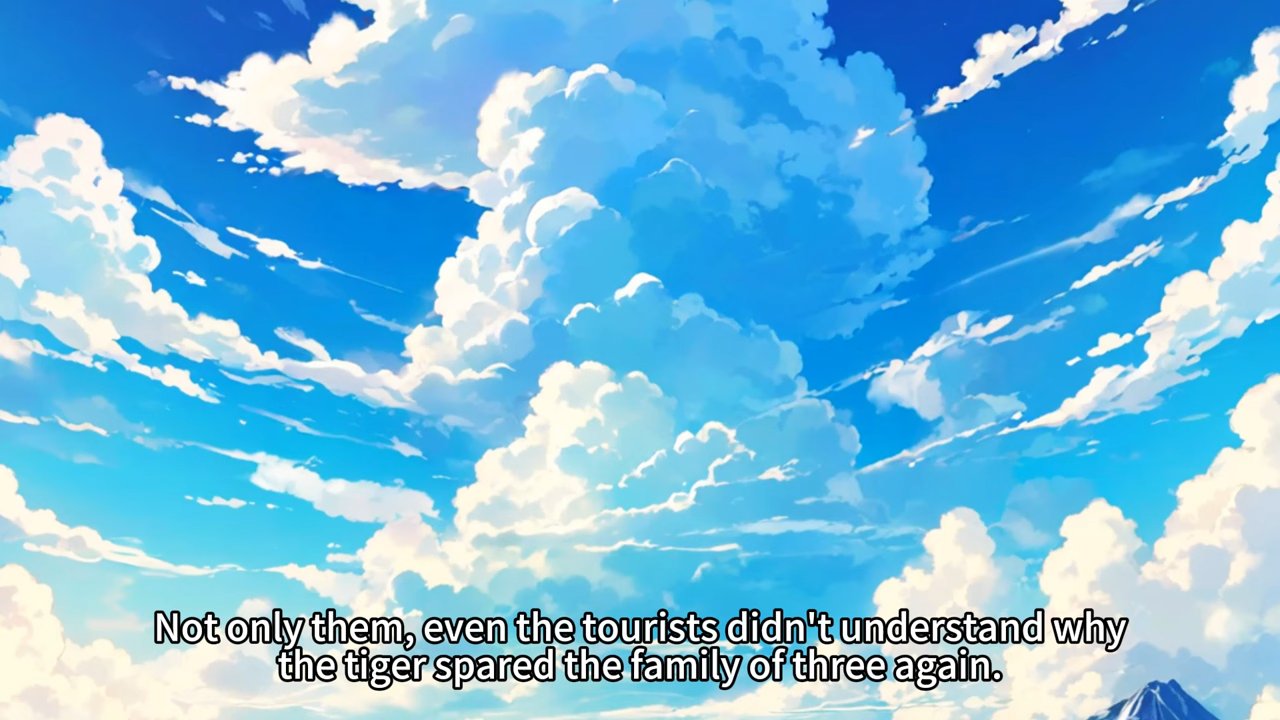 Not only them, even the tourists didn't understand why
the tiger spared the family of three again.